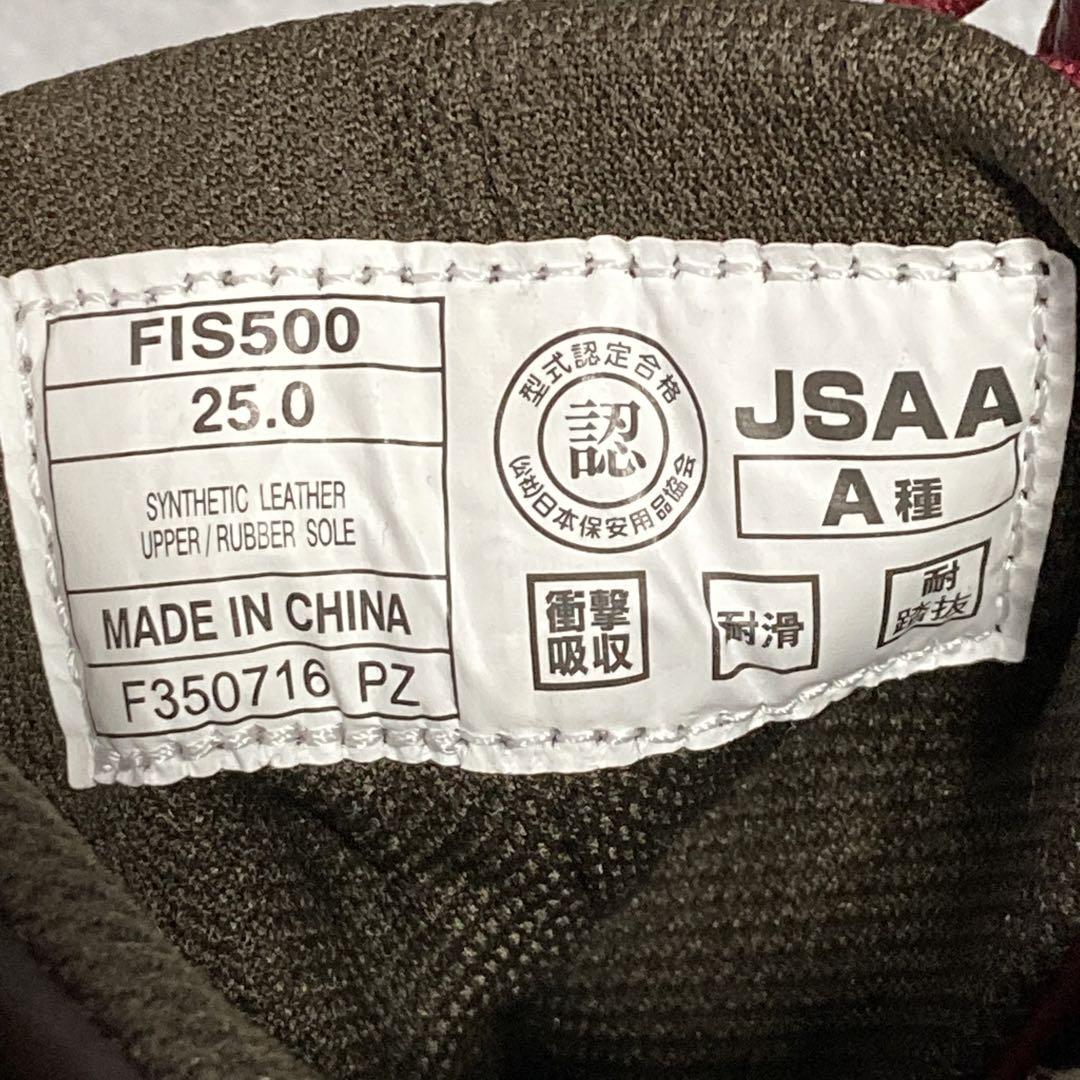 FIS500
25.0
SYNTHETIC LEATHER
UPPER/RUBBER SOLE
MADE IN CHINA
F350716 PZ
型式認定合格
認
(公社)日本保安用品協会
JSAA
A種
衝撃
吸収
耐滑
耐
踏抜